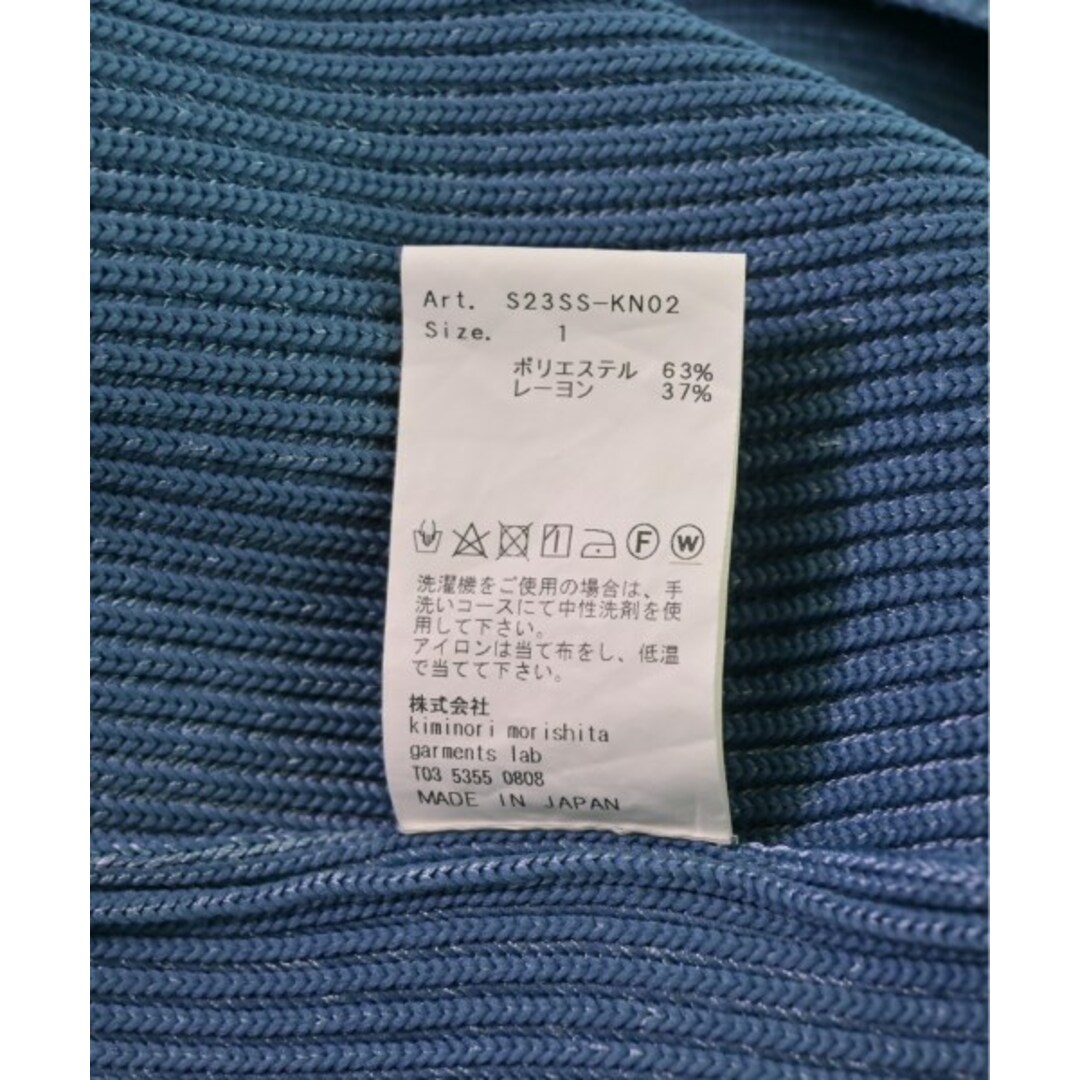 Art. S23SS-KN02
Size. 1
ポリエステル 63%
レーヨン 37%
F W
洗濯機をご使用の場合は、手
洗いコースにて中性洗剤を使
用して下さい。
アイロンは当て布をし、低温
で当てて下さい。
株式会社
kiminori morishita
garments lab
T03 5355 0808
MADE IN JAPAN